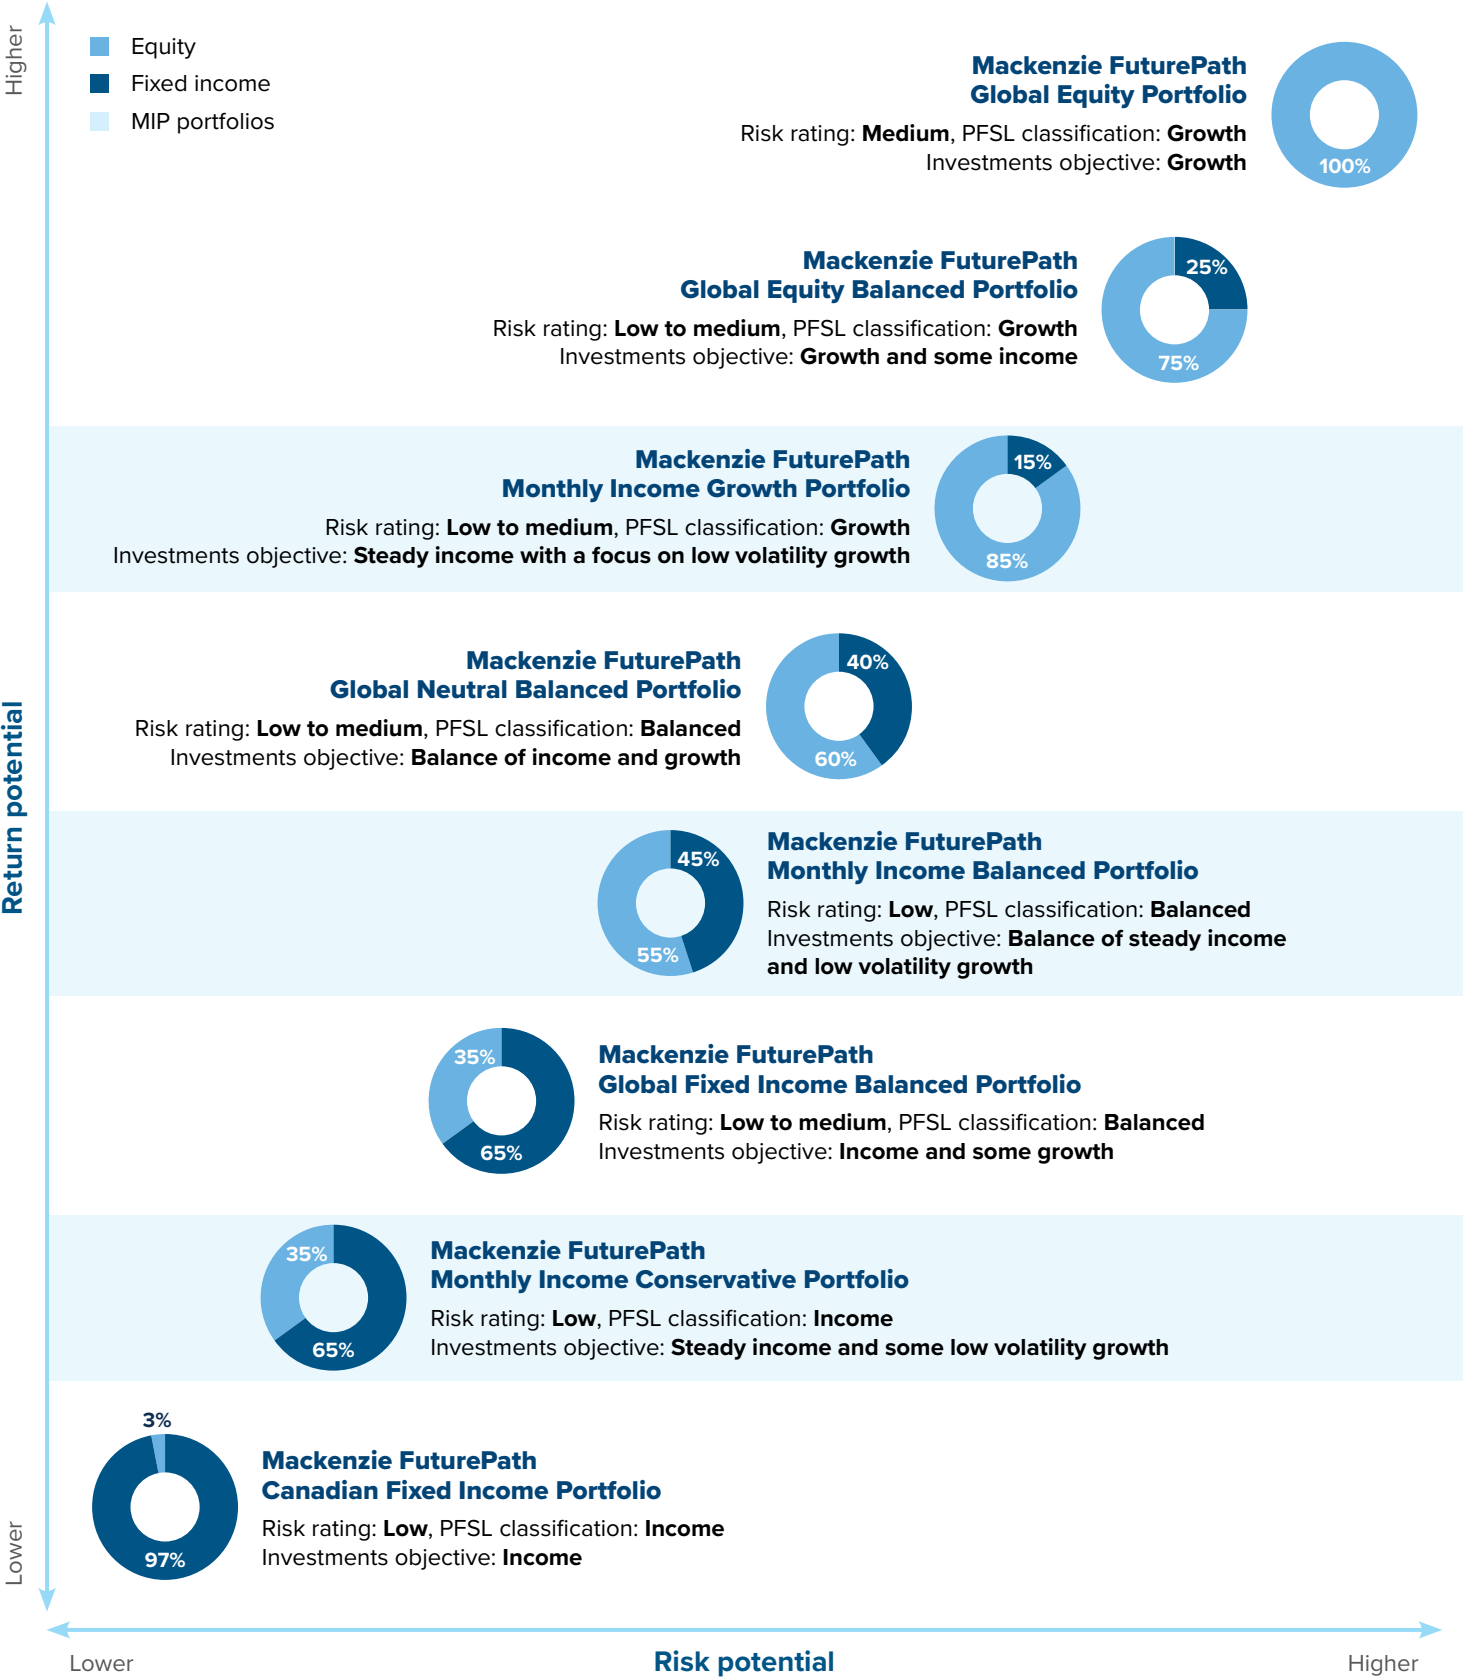 Higher
Equity
Fixed income
MIP portfolios
Mackenzie FuturePath
Global Equity Portfolio
Risk rating: Medium, PFSL classification: Growth
Investments objective: Growth
100%
Mackenzie FuturePath
Global Equity Balanced Portfolio
Risk rating: Low to medium, PFSL classification: Growth
Investments objective: Growth and some income
25%
75%
Mackenzie FuturePath
Monthly Income Growth Portfolio
Risk rating: Low to medium, PFSL classification: Growth
Investments objective: Steady income with a focus on low volatility growth
15%
85%
Mackenzie FuturePath
Global Neutral Balanced Portfolio
Risk rating: Low to medium, PFSL classification: Balanced
Investments objective: Balance of income and growth
40%
60%
Return potential
45%
55%
Mackenzie FuturePath
Monthly Income Balanced Portfolio
Risk rating: Low, PFSL classification: Balanced
Investments objective: Balance of steady income
and low volatility growth
35%
65%
Mackenzie FuturePath
Global Fixed Income Balanced Portfolio
Risk rating: Low to medium, PFSL classification: Balanced
Investments objective: Income and some growth
35%
65%
Mackenzie FuturePath
Monthly Income Conservative Portfolio
Risk rating: Low, PFSL classification: Income
Investments objective: Steady income and some low volatility growth
3%
97%
Mackenzie FuturePath
Canadian Fixed Income Portfolio
Risk rating: Low, PFSL classification: Income
Investments objective: Income
Lower
Lower
Risk potential
Higher